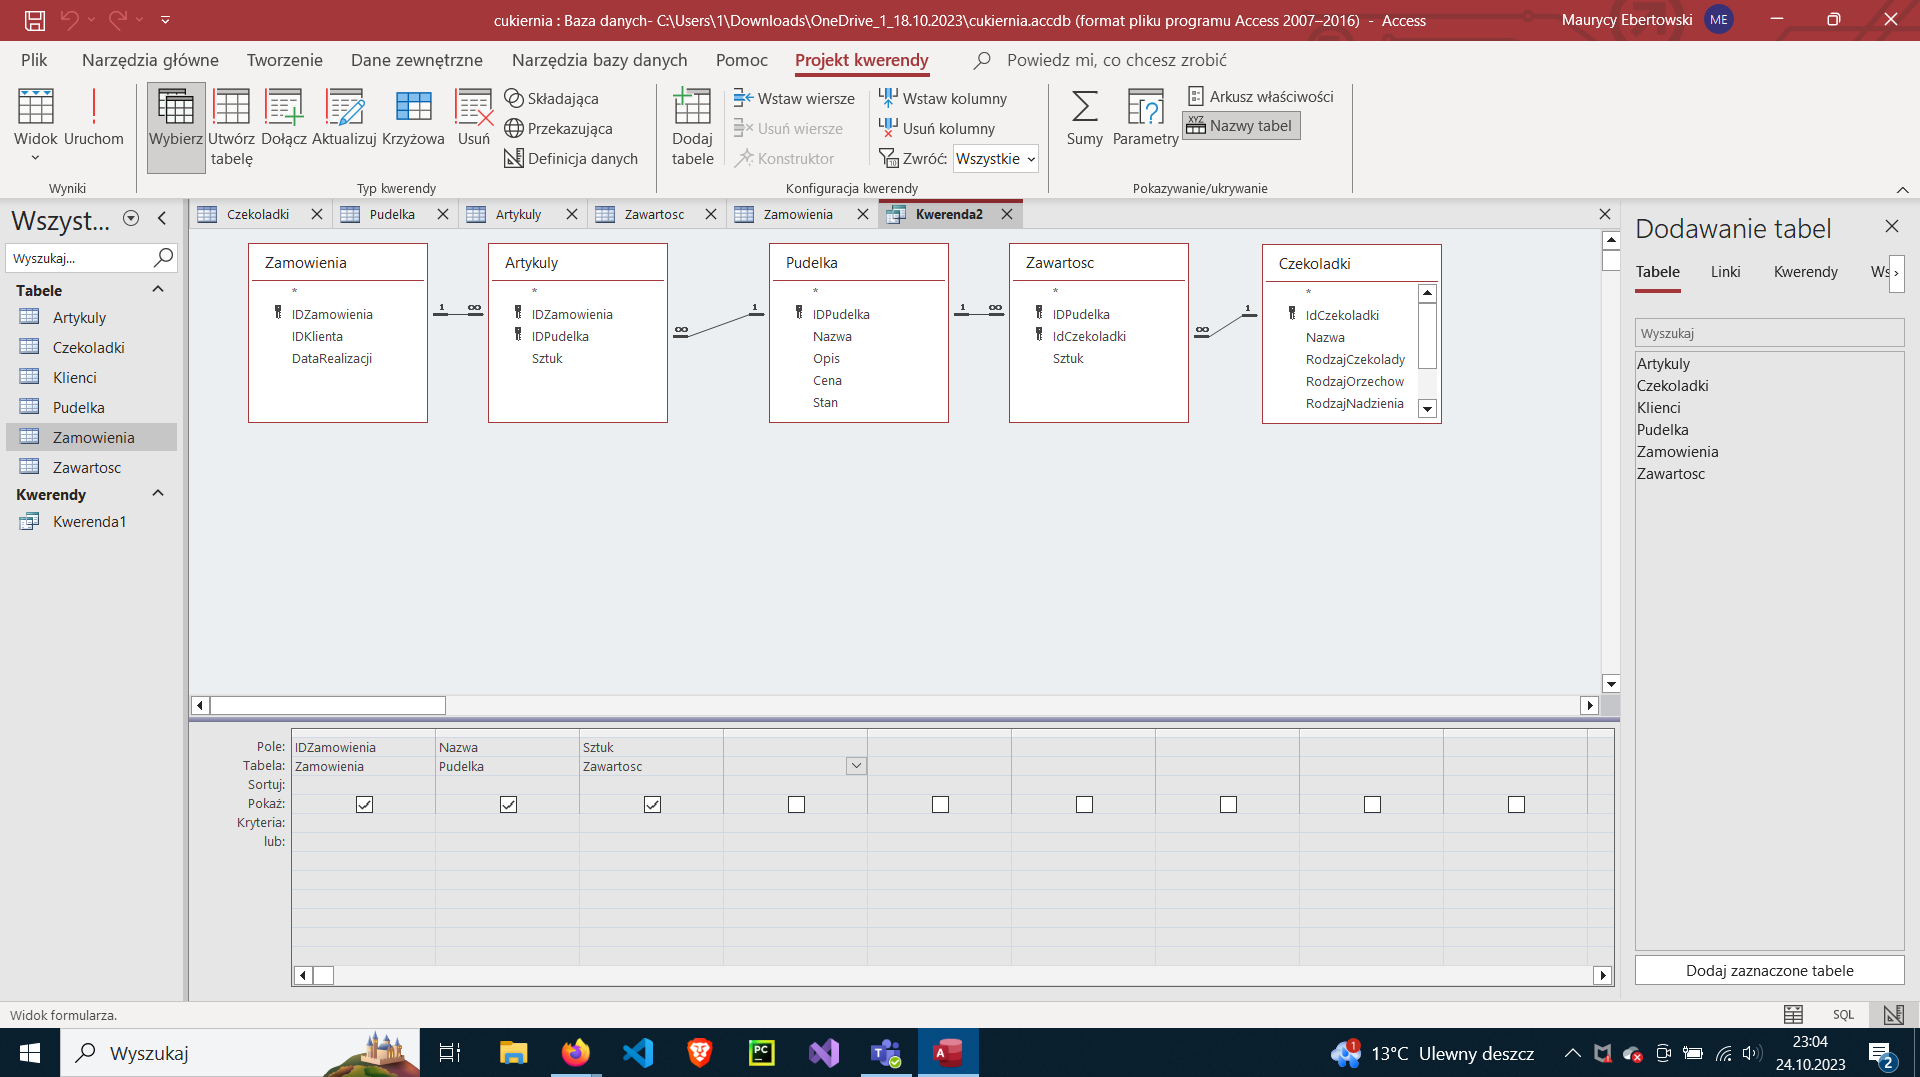 cukiernia : Baza danych- C:\Users\1\Downloads\OneDrive_1_18.10.2023\cukiernia.accdb (format pliku programu Access 2007–2016) - Access
Maurycy Ebertowski ME
Plik Narzędzia główne Tworzenie Dane zewnętrzne Narzędzia bazy danych Pomoc Projekt kwerendy Powiedz mi, co chcesz zrobić
Widok Uruchom
Wyniki
Wybierz Utwórz tabelę Dołącz Aktualizuj Krzyżowa Usuń
Składająca
Przekazująca
Definicja danych
Typ kwerendy
Dodaj tabele
Wstaw wiersze
Usuń wiersze
Konstruktor
Wstaw kolumny
Usuń kolumny
Zwróć: Wszystkie
Konfiguracja kwerendy
Sumy Parametry
Arkusz właściwości
XYZ Nazwy tabel
Pokazywanie/ukrywanie
Wszyst...
Wyszukaj...
Tabele
Artykuly
Czekoladki
Klienci
Pudelka
Zamowienia
Zawartosc
Kwerendy
Kwerenda1
Czekoladki Pudelka Artykuly Zawartosc Zamowienia Kwerenda2
Zamowienia
*
IDZamowienia
IDKlienta
DataRealizacji
1 ∞
Artykuly
*
IDZamowienia
IDPudelka
Sztuk
∞ 1
Pudelka
*
IDPudelka
Nazwa
Opis
Cena
Stan
1 ∞
Zawartosc
*
IDPudelka
IdCzekoladki
Sztuk
∞ 1
Czekoladki
*
IdCzekoladki
Nazwa
RodzajCzekolady
RodzajOrzechow
RodzajNadzienia
Pole: IDZamowienia Nazwa Sztuk
Tabela: Zamowienia Pudelka Zawartosc
Sortuj:
Pokaż:
Kryteria:
lub:
Dodawanie tabel
Tabele Linki Kwerendy Ws
Wyszukaj
Artykuly
Czekoladki
Klienci
Pudelka
Zamowienia
Zawartosc
Dodaj zaznaczone tabele
Widok formularza.
SQL
Wyszukaj
PC
A
1
13°C Ulewny deszcz
23:04
24.10.2023
2